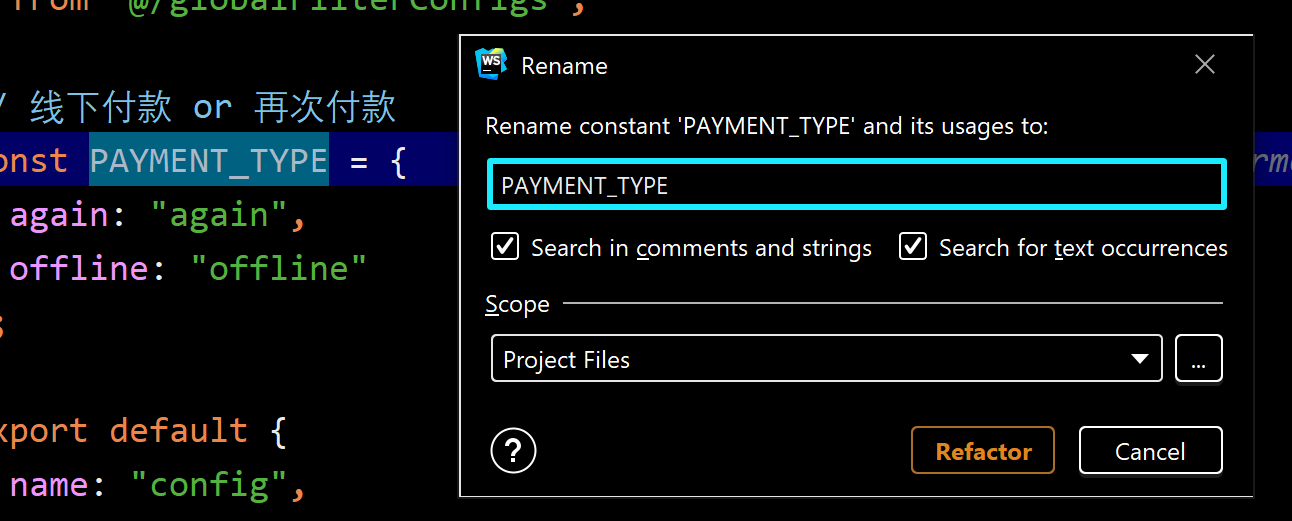 from '@/globalFilterConfigs';
WS Rename
Rename constant 'PAYMENT_TYPE' and its usages to:
PAYMENT_TYPE
Search in comments and strings Search for text occurrences
Scope
Project Files ...
? Refactor Cancel
/ 线下付款 or 再次付款
onst PAYMENT_TYPE = {
again: "again",
offline: "offline"
xport default {
name: "config",